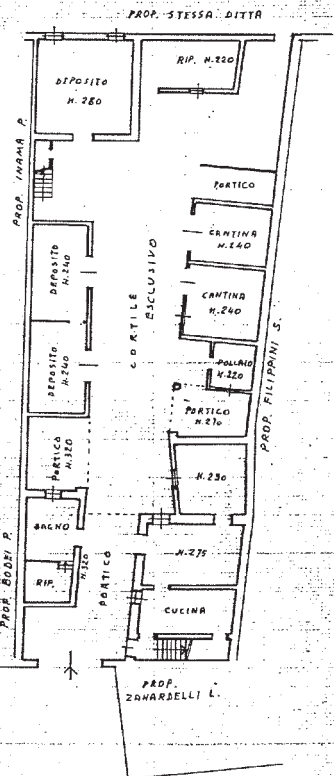 PROP. STESSA DITTA
RIP. H.220
DEPOSITO
H. 280
PROP. INAMA P.
PORTICO
CANTINA
H.240
DEPOSITO
H.240
CORTILE
ESCLUSIVO
CANTINA
H.240
DEPOSITO
H.240
POLLAIO
H.220
PORTICO
H.270
PROP. FILIPPINI S.
PORTICO
H.320
H.290
BAGNO
H.275
PROP. BODEI P.
RIP.
H.320
PORTICO
CUCINA
PROP.
ZANARDELLI L.